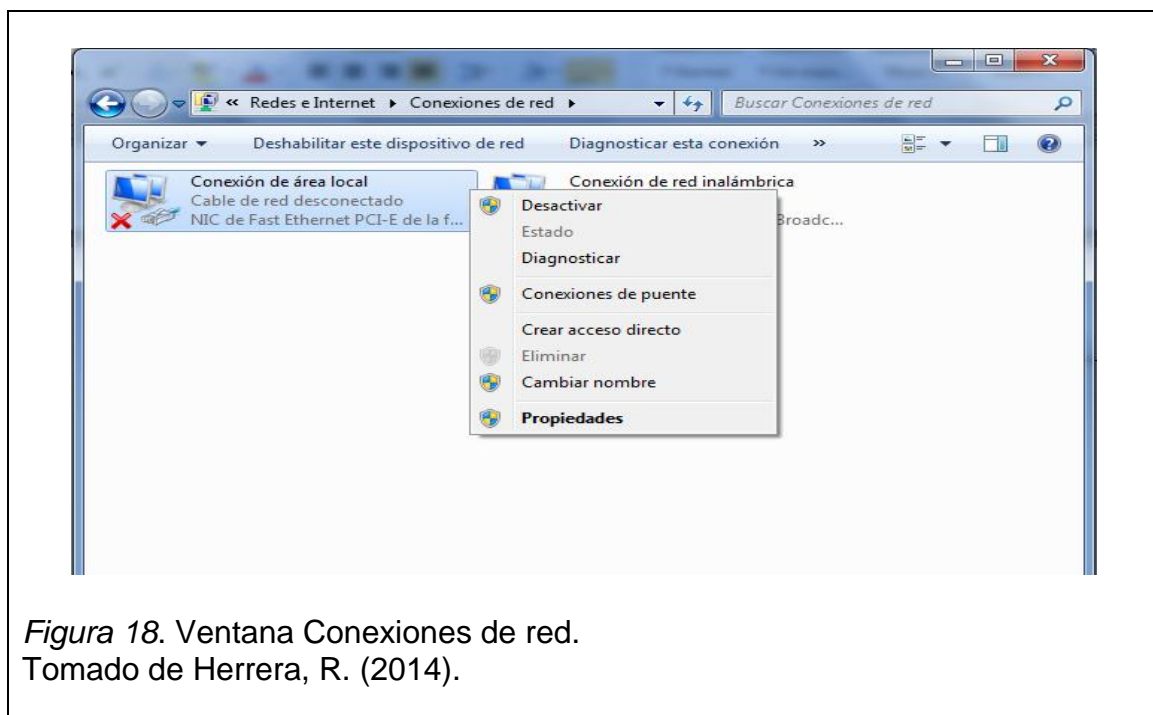 « Redes e Internet Conexiones de red
Buscar Conexiones de red
Organizar Deshabilitar este dispositivo de red Diagnosticar esta conexión »
Conexión de área local
Cable de red desconectado
NIC de Fast Ethernet PCI-E de la f...
Conexión de red inalámbrica
Broadc...
Desactivar
Estado
Diagnosticar
Conexiones de puente
Crear acceso directo
Eliminar
Cambiar nombre
Propiedades
Figura 18. Ventana Conexiones de red.
Tomado de Herrera, R. (2014).